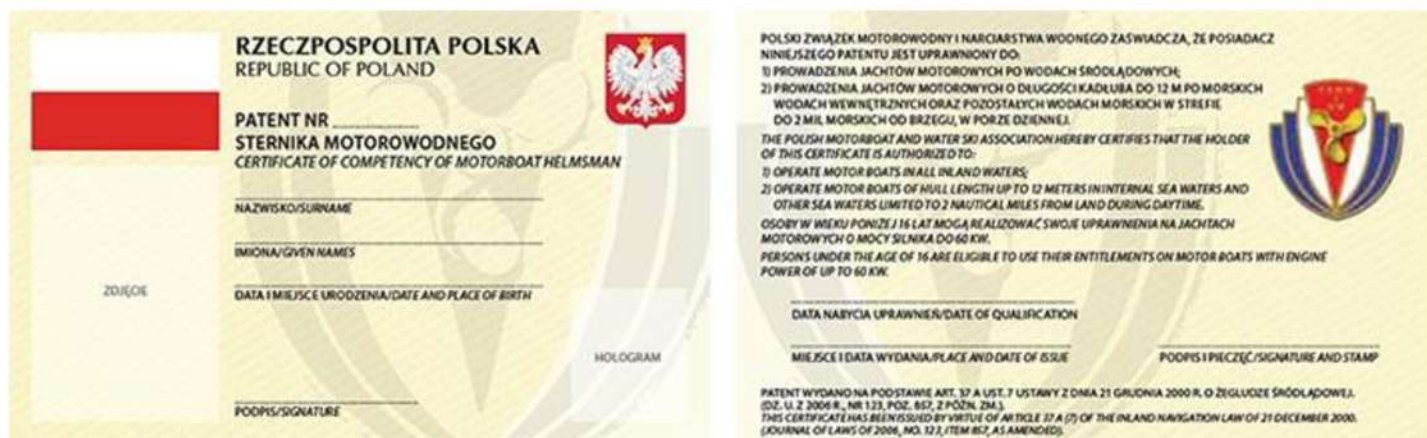 RZECZPOSPOLITA POLSKA
REPUBLIC OF POLAND
PATENT NR ..............
STERNIKA MOTOROWODNEGO
CERTIFICATE OF COMPETENCY OF MOTORBOAT HELMSMAN
NAZWISKO/SURNAME
IMIONA/GIVEN NAMES
ZDJĘCIE
DATA I MIEJSCE URODZENIA/DATE AND PLACE OF BIRTH
HOLOGRAM
PODPIS/SIGNATURE
POLSKI ZWIĄZEK MOTOROWODNY I NARCIARSTWA WODNEGO ZAŚWIADCZA, ŻE POSIADACZ
NINIEJSZEGO PATENTU JEST UPRAWNIONY DO:
1) PROWADZENIA JACHTÓW MOTOROWYCH PO WODACH ŚRÓDLĄDOWYCH;
2) PROWADZENIA JACHTÓW MOTOROWYCH O DŁUGOŚCI KADŁUBA DO 12 M PO MORSKICH
WODACH WEWNĘTRZNYCH ORAZ POZOSTAŁYCH WODACH MORSKICH W STREFIE
DO 2 MIL MORSKICH OD BRZEGU, W PORZE DZIENNEJ.
THE POLISH MOTORBOAT AND WATER SKI ASSOCIATION HEREBY CERTIFIES THAT THE HOLDER
OF THIS CERTIFICATE IS AUTHORIZED TO:
1) OPERATE MOTOR BOATS IN ALL INLAND WATERS;
2) OPERATE MOTOR BOATS OF HULL LENGTH UP TO 12 METERS IN INTERNAL SEA WATERS AND
OTHER SEA WATERS LIMITED TO 2 NAUTICAL MILES FROM LAND DURING DAYTIME.
OSOBY W WIEKU PONIŻEJ 16 LAT MOGĄ REALIZOWAĆ SWOJE UPRAWNIENIA NA JACHTACH
MOTOROWYCH O MOCY SILNIKA DO 60 KW.
PERSONS UNDER THE AGE OF 16 ARE ELIGIBLE TO USE THEIR ENTITLEMENTS ON MOTOR BOATS WITH ENGINE
POWER OF UP TO 60 KW.
DATA NABYCIA UPRAWNIEŃ/DATE OF QUALIFICATION
MIEJSCE I DATA WYDANIA/PLACE AND DATE OF ISSUE
PODPIS I PIECZĘĆ/SIGNATURE AND STAMP
PATENT WYDANO NA PODSTAWIE ART. 37 A UST. 7 USTAWY Z DNIA 21 GRUDNIA 2000 R. O ŻEGLUDZE ŚRÓDLĄDOWEJ.
(DZ. U. Z 2006 R., NR 123, POZ. 857, Z PÓŹN. ZM.).
THIS CERTIFICATE HAS BEEN ISSUED BY VIRTUE OF ARTICLE 37 A (7) OF THE INLAND NAVIGATION LAW OF 21 DECEMBER 2000.
(JOURNAL OF LAWS OF 2006, NO. 123, ITEM 857, AS AMENDED).